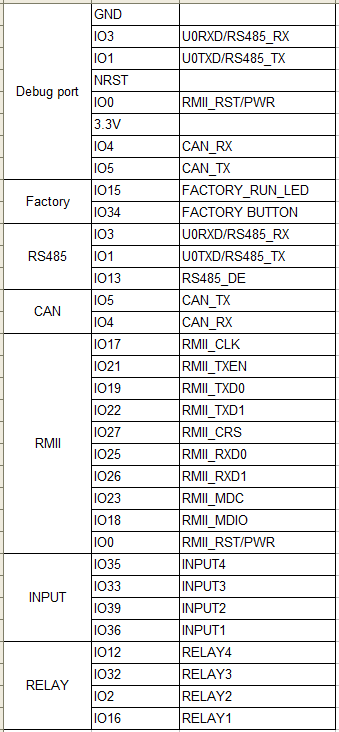 Debug port
GND
IO3 U0RXD/RS485_RX
IO1 U0TXD/RS485_TX
NRST
IO0 RMII_RST/PWR
3.3V
IO4 CAN_RX
IO5 CAN_TX
Factory
IO15 FACTORY_RUN_LED
IO34 FACTORY BUTTON
RS485
IO3 U0RXD/RS485_RX
IO1 U0TXD/RS485_TX
IO13 RS485_DE
CAN
IO5 CAN_TX
IO4 CAN_RX
RMII
IO17 RMII_CLK
IO21 RMII_TXEN
IO19 RMII_TXD0
IO22 RMII_TXD1
IO27 RMII_CRS
IO25 RMII_RXD0
IO26 RMII_RXD1
IO23 RMII_MDC
IO18 RMII_MDIO
IO0 RMII_RST/PWR
INPUT
IO35 INPUT4
IO33 INPUT3
IO39 INPUT2
IO36 INPUT1
RELAY
IO12 RELAY4
IO32 RELAY3
IO2 RELAY2
IO16 RELAY1